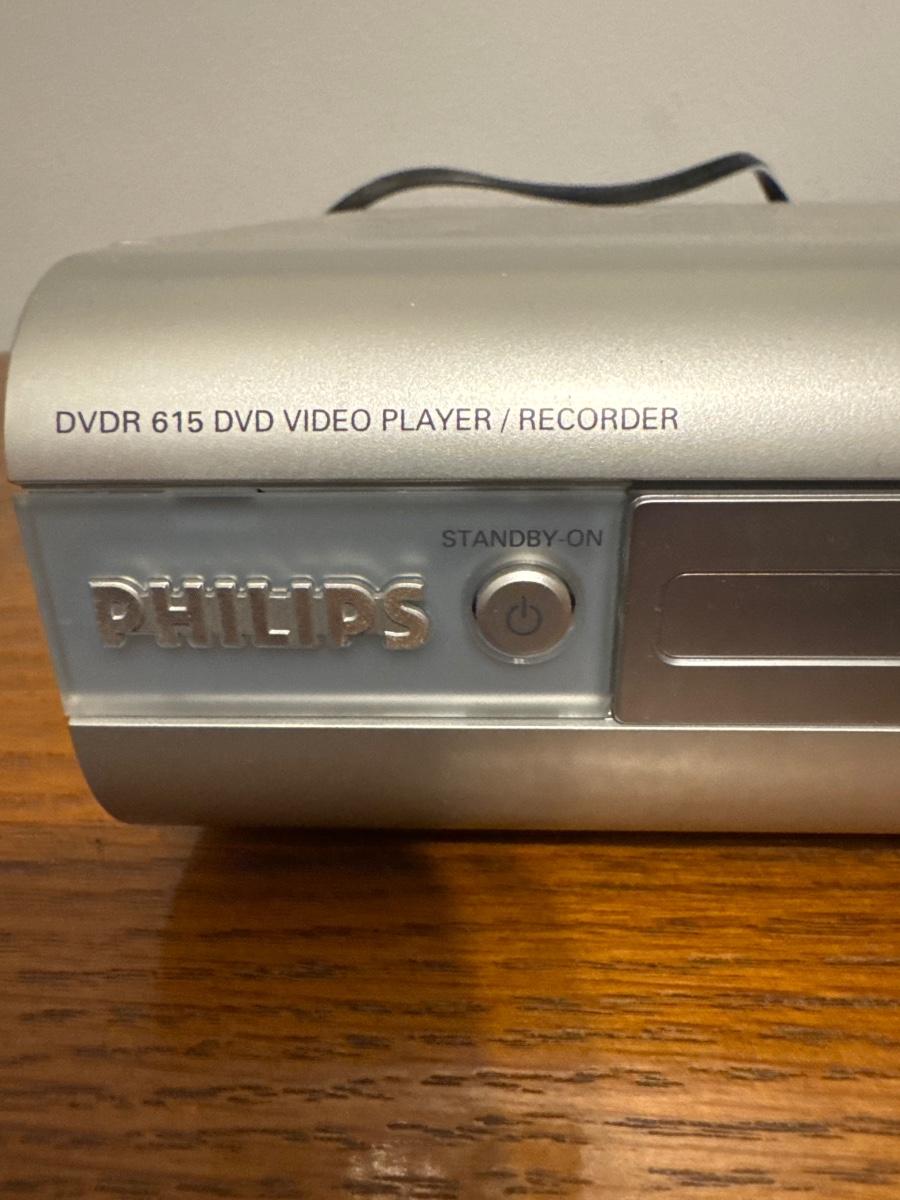 DVDR 615 DVD VIDEO PLAYER / RECORDER
STANDBY-ON
PHILIPS